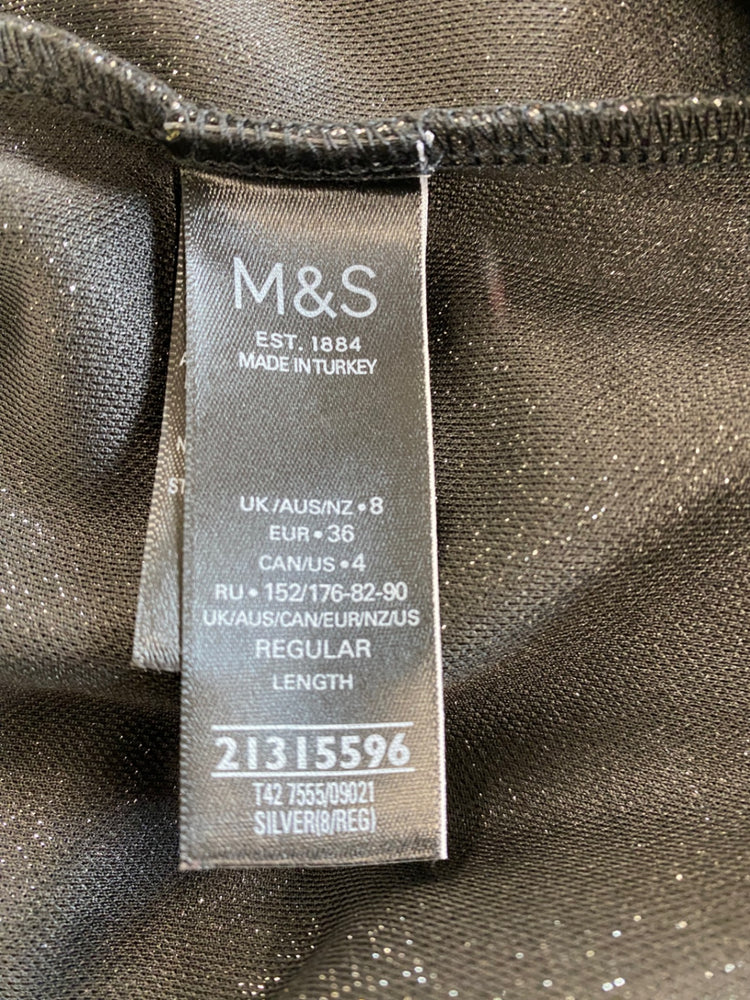 M&S
EST. 1884
MADE IN TURKEY
UK/AUS/NZ • 8
EUR • 36
CAN/US • 4
RU • 152/176-82-90
UK/AUS/CAN/EUR/NZ/US
REGULAR
LENGTH
21315596
T42 7555/09021
SILVER(8/REG)